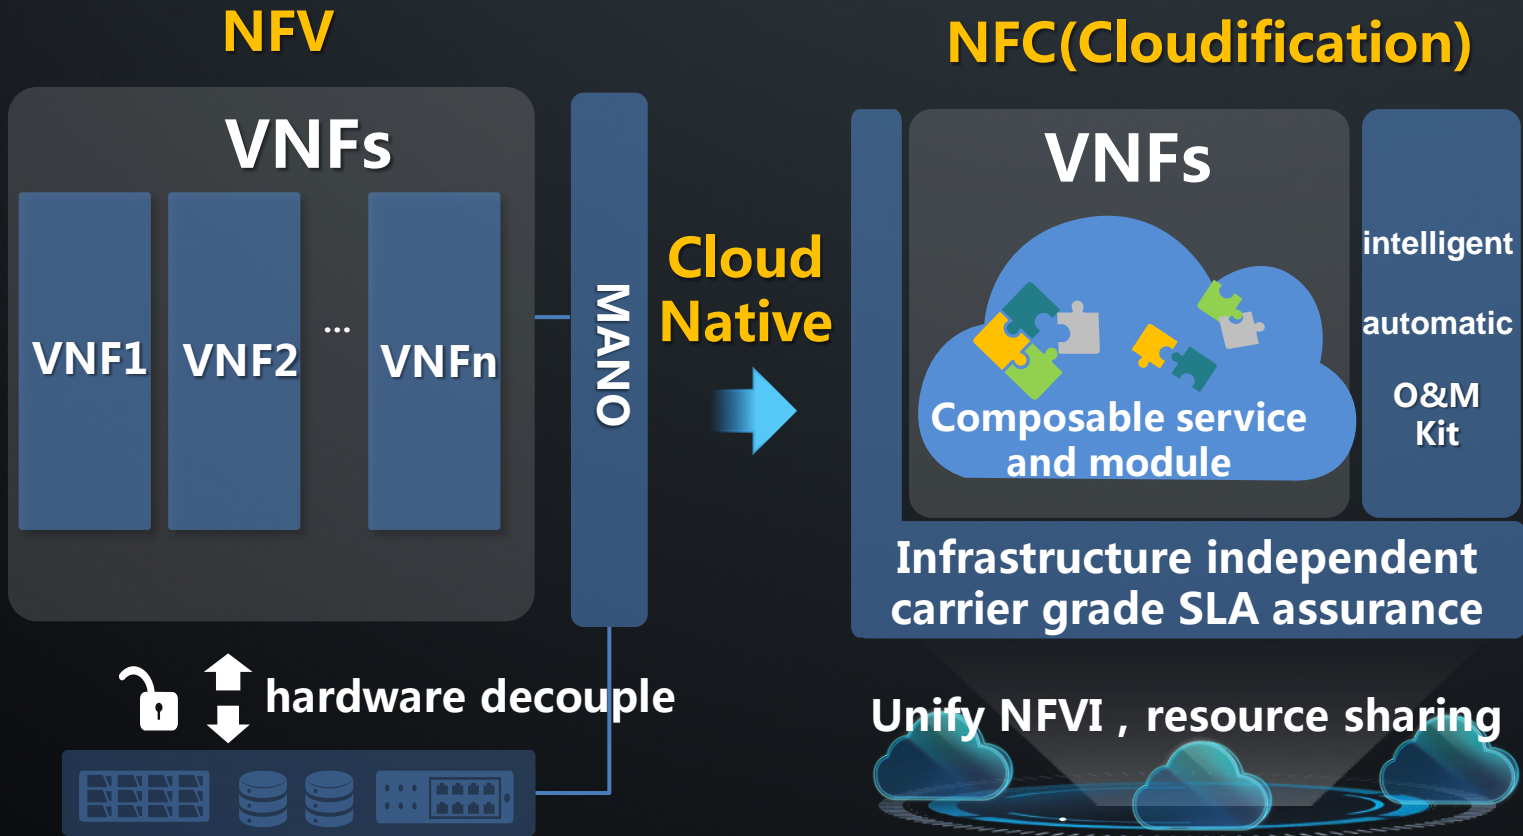 NFV
VNFs
VNF1
VNF2
...
VNFn
MANO
hardware decouple
Cloud
Native
NFC(Cloudification)
VNFs
Composable service
and module
intelligent
automatic
O&M
Kit
Infrastructure independent
carrier grade SLA assurance
Unify NFVI , resource sharing